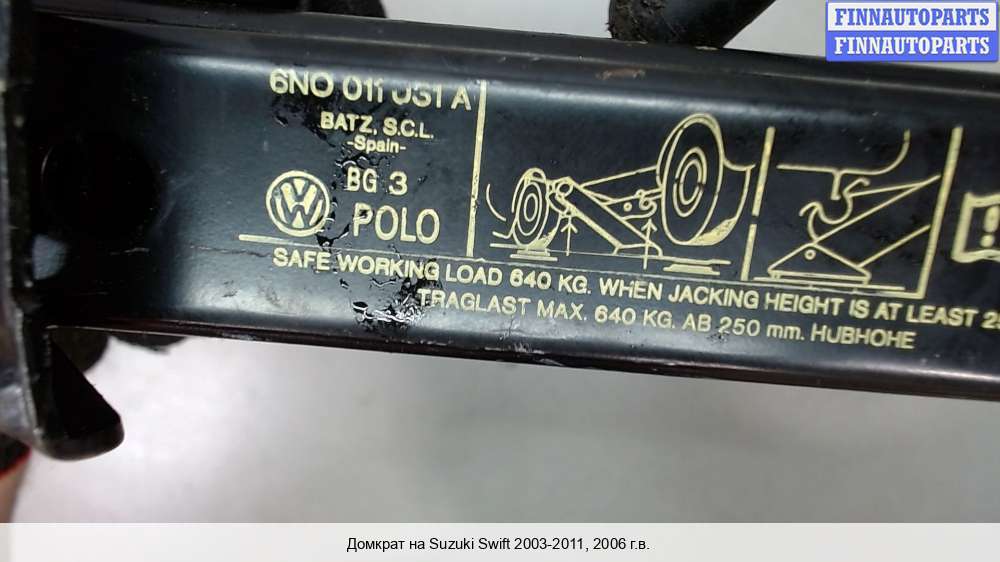 FINNAUTOPARTS
FINNAUTOPARTS
6NO 011 031 A
BATZ, S.C.L.
-Spain-
BG 3
VW POLO
SAFE WORKING LOAD 640 KG. WHEN JACKING HEIGHT IS AT LEAST
TRAGLAST MAX. 640 KG. AB 250 mm. HUBHOHE
Домкрат на Suzuki Swift 2003-2011, 2006 г.в.